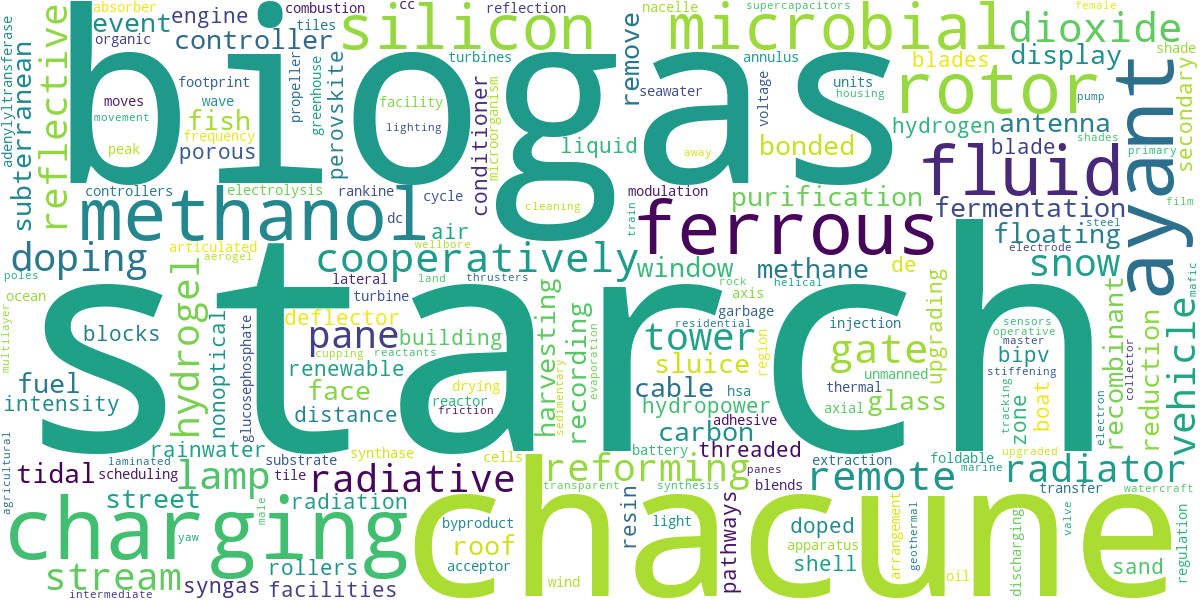 absorber
event
engine
combustion
cc
reflection
nacelle
supercapacitors
female
tiles
organic
controller
silicon
microbial
dioxide
turbines
annulus
display
shade
adenylyltransferase
subterranean
reflective
biogas
footprint
propeller
greenhouse
perovskite
remove
seawater
voltage
units
housing
blades
rotor
pump
secondary
moves
movement
wave
fish
frequency
peak
porous
facility
lighting
conditioner
microorganism
liquid
away
bonded
hydrogen
antenna
blade
shades
fluid
primary
film
ayant
controllers
electrolysis
rankine
cycle
dc
cleaning
modulation
purification
fermentation
methanol
air
wellbore
train
ferrous
floating
steel
electrode
doping
articulated
aerogel
lateral
cooperatively
window
methane
de
snow
poles
land
thrusters
rock
axis
helical
mafic
ocean
hydrogel
turbine
deflector
garbage
residential
injection
upgrading
sensors
operative
master
multilayer
starch
blocks
nonoptical
glucosephosphate
pane
building
cupping
reactants
harvesting
recording
evaporation
tower
region
gate
bipv
stiffening
collector
recombinant
reduction
vehicle
fuel
renewable
face
drying
reactor
friction
sedimentary
sluice
cable
hsa
thermal
unmanned
glass
tracking
zone
boat
electron
intensity
distance
hydropower
adhesive
axial
carbon
rainwater
synthase
battery
threaded
agricultural
tidal
laminated
scheduling
substrate
tile
cells
lamp
radiative
reforming
panes
extraction
foldable
marine
upgraded
remote
radiator
transparent
synthesis
blends
transfer
watercraft
charging
street
male
radiation
chacune
byproduct
roof
acceptor
resin
light
pathways
doped
apparatus
shell
arrangement
geothermal
discharging
valve
regulation
sand
stream
yaw
rollers
syngas
facilities
intermediate
wind
oil